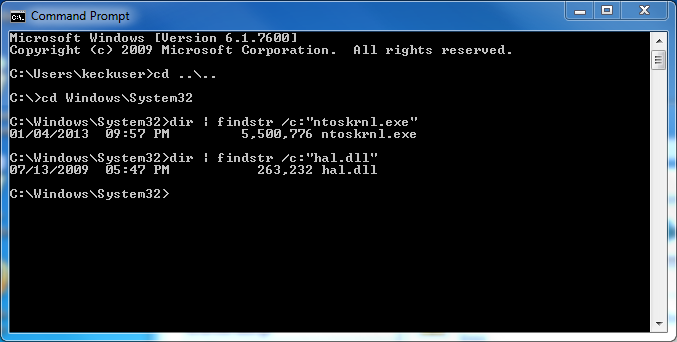 Command Prompt
Microsoft Windows [Version 6.1.7600]
Copyright (c) 2009 Microsoft Corporation.  All rights reserved.
C:\Users\keckuser>cd ..\..
C:\>cd Windows\System32
C:\Windows\System32>dir | findstr /c:"ntoskrnl.exe"
01/04/2013  09:57 PM         5,500,776 ntoskrnl.exe
C:\Windows\System32>dir | findstr /c:"hal.dll"
07/13/2009  05:47 PM           263,232 hal.dll
C:\Windows\System32>